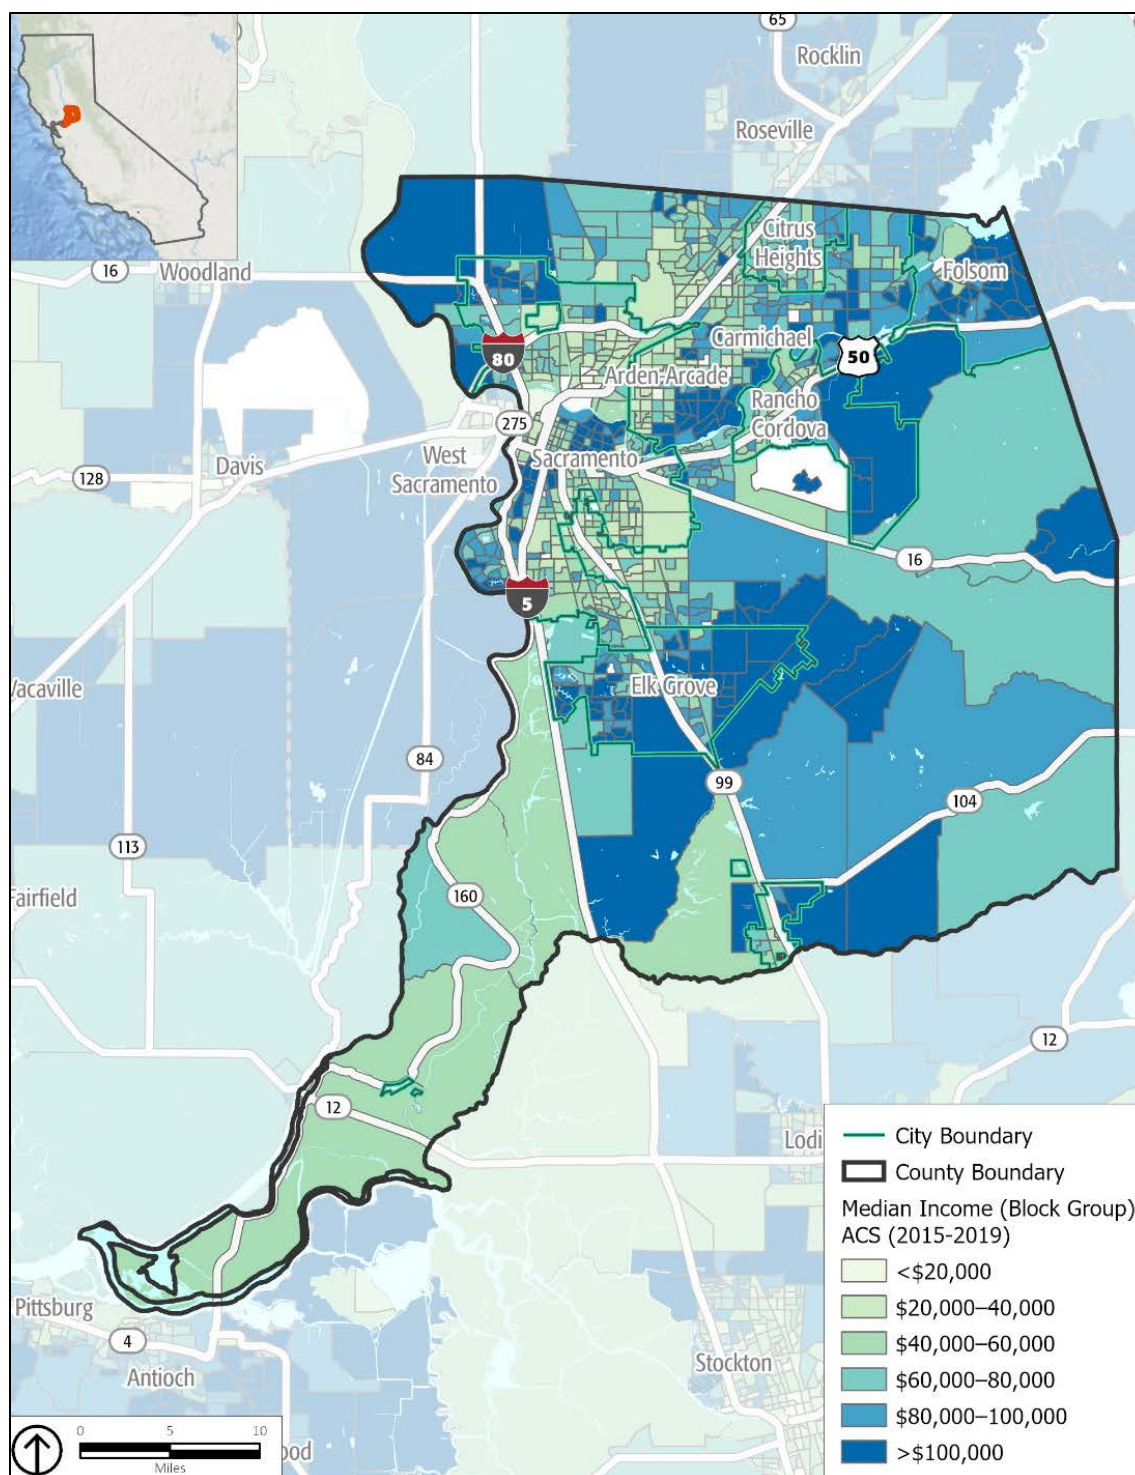 65
Rocklin
Roseville
16
Woodland
Citrus
Heights
Folsom
80
Carmichael
50
Arden-Arcade
Rancho
Cordova
275
West
Sacramento
Sacramento
Davis
128
16
5
Vacaville
Elk Grove
84
99
104
113
160
Fairfield
12
12
Lodi
Pittsburg
4
Antioch
Stockton
ood
City Boundary
County Boundary
Median Income (Block Group)
ACS (2015-2019)
<$20,000
$20,000–40,000
$40,000–60,000
$60,000–80,000
$80,000–100,000
>$100,000
0 5 10
Miles